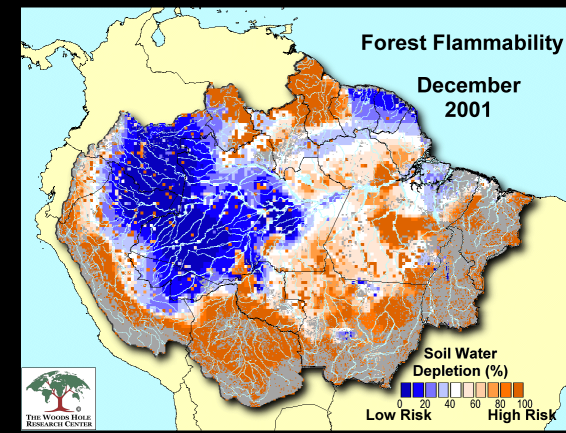 Forest Flammability
December
2001
Soil Water
Depletion (%)
0 20 40 60 80 100
Low Risk High Risk
THE WOODS HOLE
RESEARCH CENTER
©